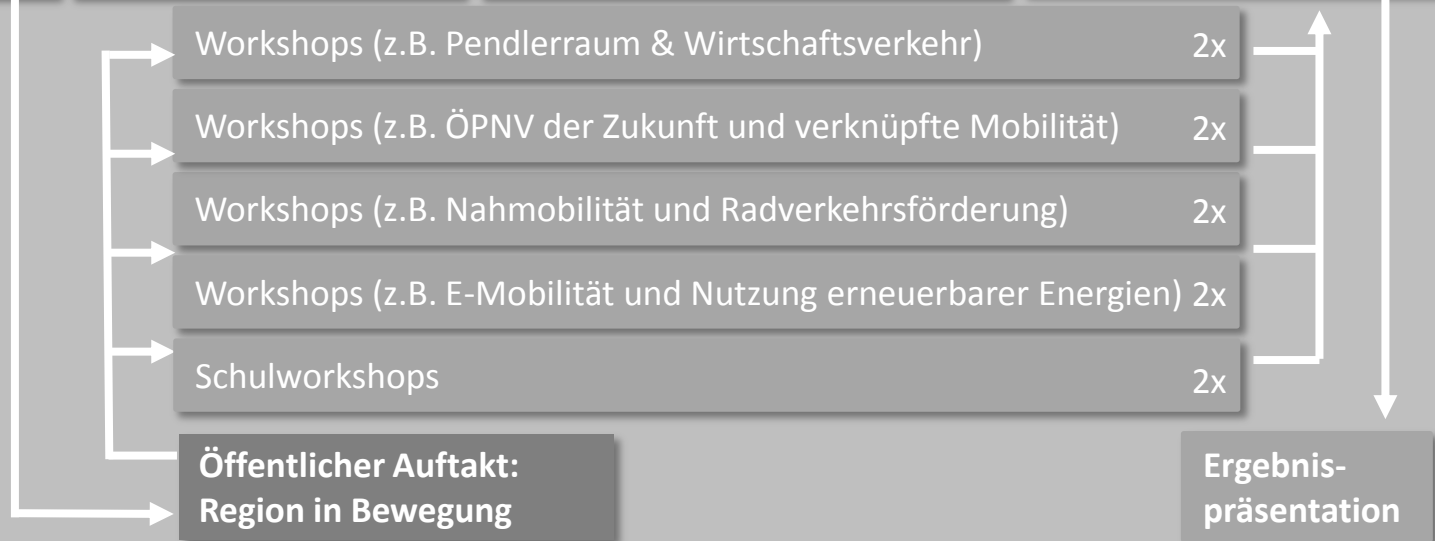 Workshops (z.B. Pendlerraum & Wirtschaftsverkehr) 2x
Workshops (z.B. ÖPNV der Zukunft und verknüpfte Mobilität) 2x
Workshops (z.B. Nahmobilität und Radverkehrsförderung) 2x
Workshops (z.B. E-Mobilität und Nutzung erneuerbarer Energien) 2x
Schulworkshops 2x
Öffentlicher Auftakt:
Region in Bewegung
Ergebnis-
präsentation